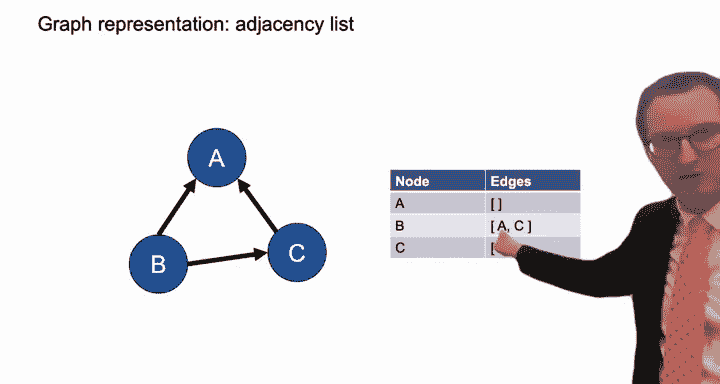 Graph representation: adjacency list
A
B
C
Node Edges
A [ ]
B [ A, C ]
C [